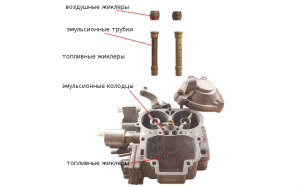 воздушные жиклеры
эмульсионные трубки
топливные жиклеры
эмульсионные колодцы
топливные жиклеры